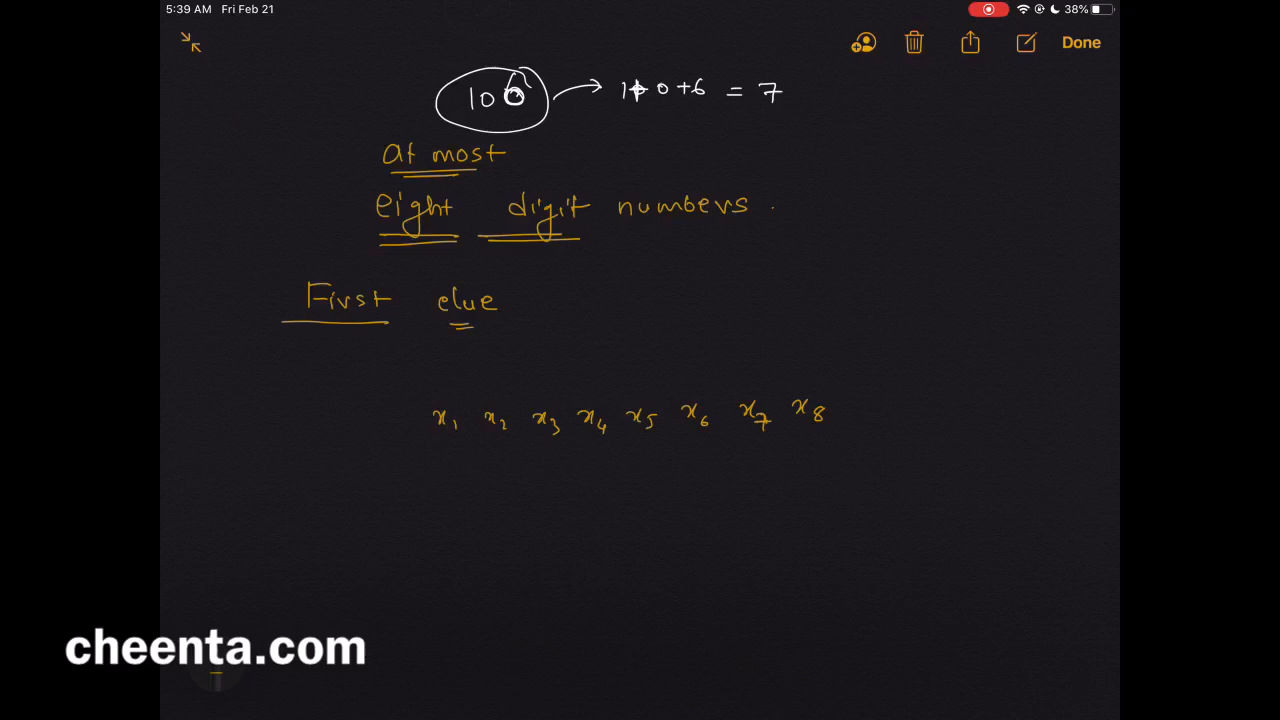 5:39 AM Fri Feb 21
38%
Done
106 → 1+0+6 = 7
at most
eight digit numbers.
First clue
x1 x2 x3 x4 x5 x6 x7 x8
cheenta.com